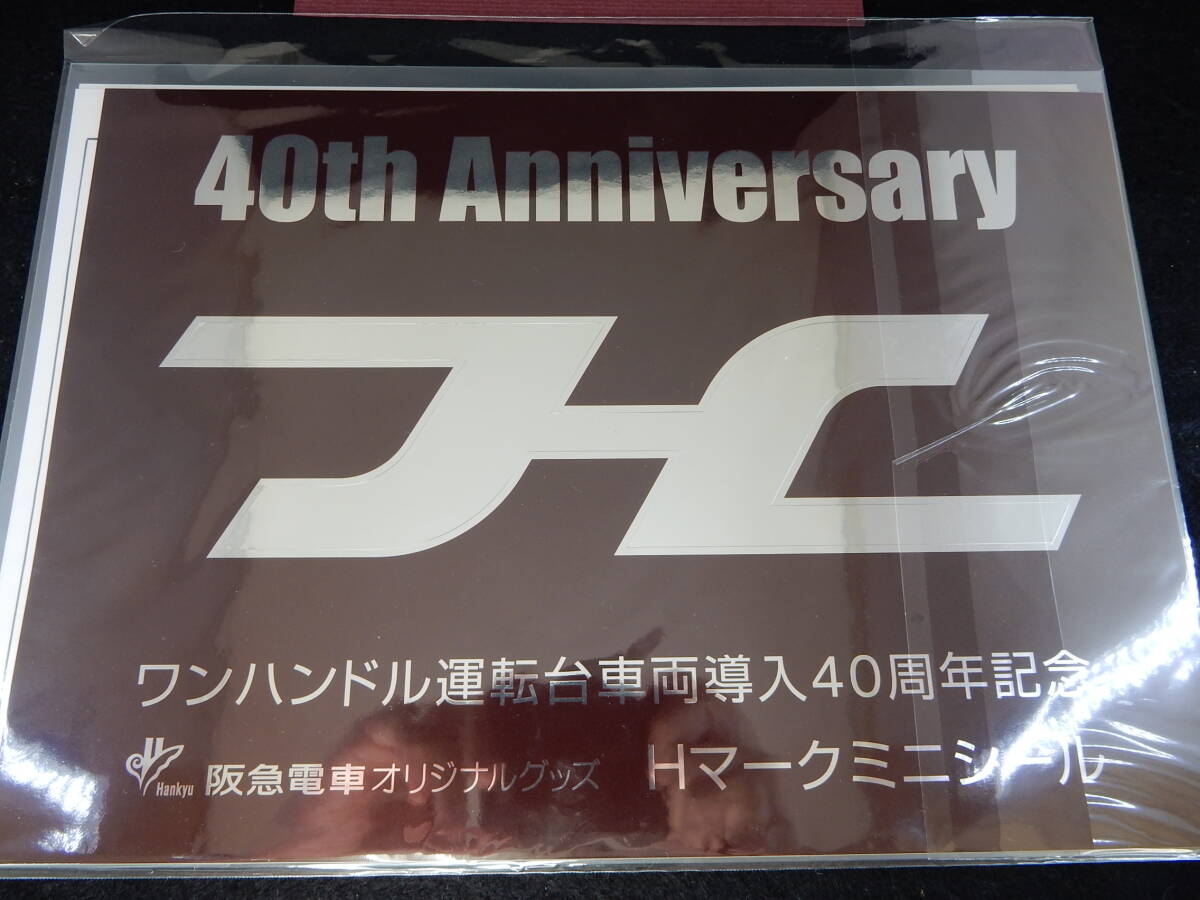 40th Anniversary
H
ワンハンドル運転台車両導入40周年記念
Hankyu 阪急電車オリジナルグッズ Hマークミニシール